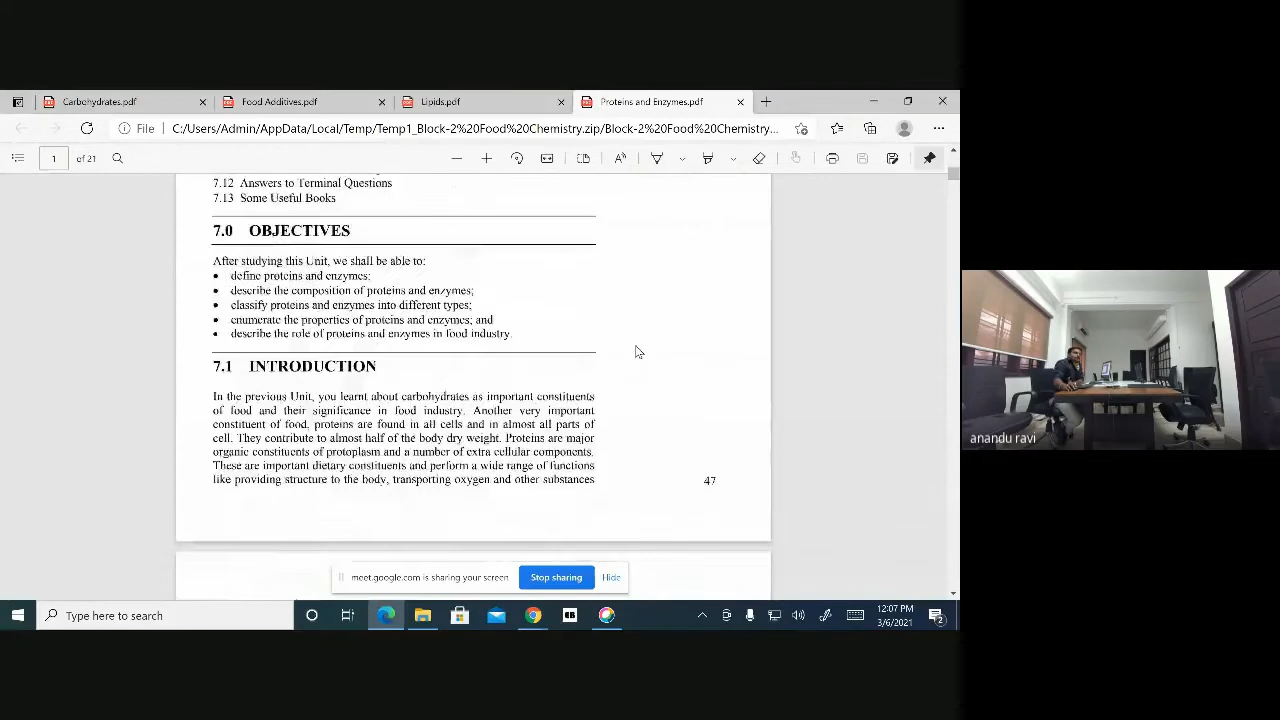 Carbohydrates.pdf
Food Additives.pdf
Lipids.pdf
Proteins and Enzymes.pdf
File
C:/Users/Admin/AppData/Local/Temp/Temp1_Block-2%20Food%20Chemistry.zip/Block-2%20Food%20Chemistry...
1 of 21
7.12 Answers to Terminal Questions
7.13 Some Useful Books
7.0 OBJECTIVES
After studying this Unit, we shall be able to:
• define proteins and enzymes;
• describe the composition of proteins and enzymes;
• classify proteins and enzymes into different types;
• enumerate the properties of proteins and enzymes; and
• describe the role of proteins and enzymes in food industry.
7.1 INTRODUCTION
In the previous Unit, you learnt about carbohydrates as important constituents
of food and their significance in food industry. Another very important
constituent of food, proteins are found in all cells and in almost all parts of
cell. They contribute to almost half of the body dry weight. Proteins are major
organic constituents of protoplasm and a number of extra cellular components.
These are important dietary constituents and perform a wide range of functions
like providing structure to the body, transporting oxygen and other substances
47
meet.google.com is sharing your screen
Stop sharing
Hide
Type here to search
12:07 PM
3/6/2021
2
anandu ravi